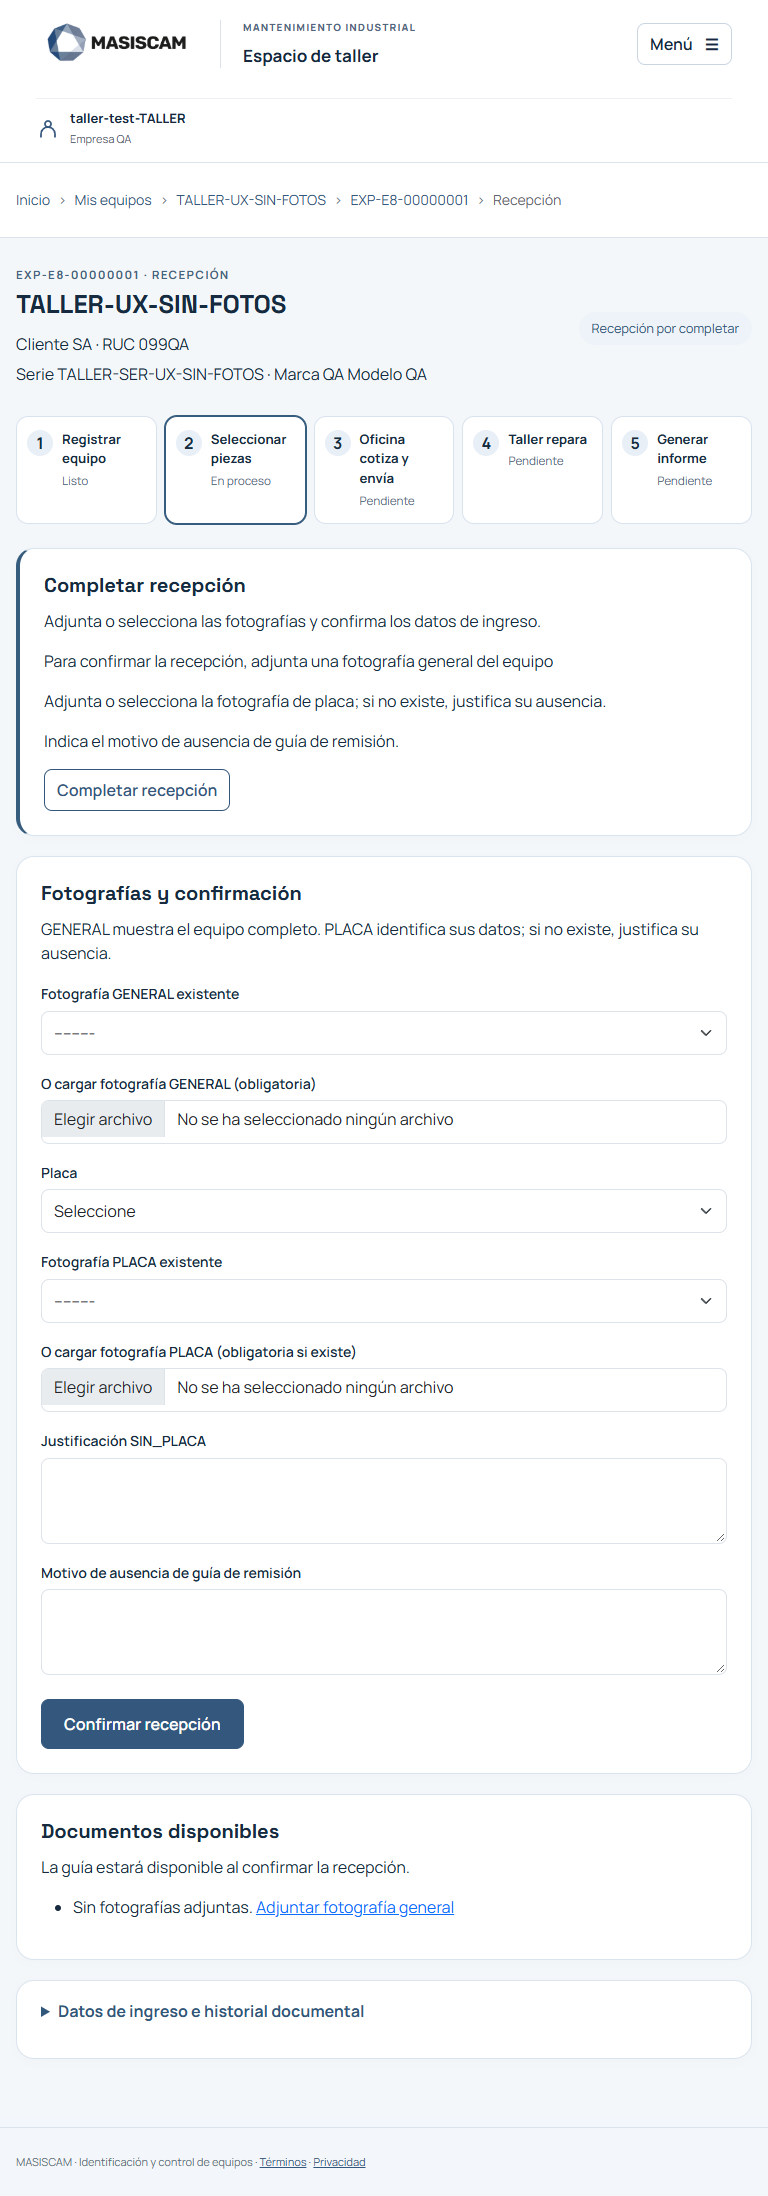 MASISCAM
MANTENIMIENTO INDUSTRIAL
Espacio de taller
Menú ☰
taller-test-TALLER
Empresa QA
Inicio › Mis equipos › TALLER-UX-SIN-FOTOS › EXP-E8-00000001 › Recepción
EXP-E8-00000001 · RECEPCIÓN
TALLER-UX-SIN-FOTOS
Cliente SA · RUC 099QA
Serie TALLER-SER-UX-SIN-FOTOS · Marca QA Modelo QA
Recepción por completar
1 Registrar
equipo
Listo
2 Seleccionar
piezas
En proceso
3 Oficina
cotiza y
envía
Pendiente
4 Taller repara
Pendiente
5 Generar
informe
Pendiente
Completar recepción
Adjunta o selecciona las fotografías y confirma los datos de ingreso.
Para confirmar la recepción, adjunta una fotografía general del equipo
Adjunta o selecciona la fotografía de placa; si no existe, justifica su ausencia.
Indica el motivo de ausencia de guía de remisión.
Completar recepción
Fotografías y confirmación
GENERAL muestra el equipo completo. PLACA identifica sus datos; si no existe, justifica su
ausencia.
Fotografía GENERAL existente
---------
O cargar fotografía GENERAL (obligatoria)
Elegir archivo No se ha seleccionado ningún archivo
Placa
Seleccione
Fotografía PLACA existente
---------
O cargar fotografía PLACA (obligatoria si existe)
Elegir archivo No se ha seleccionado ningún archivo
Justificación SIN_PLACA
Motivo de ausencia de guía de remisión
Confirmar recepción
Documentos disponibles
La guía estará disponible al confirmar la recepción.
• Sin fotografías adjuntas. Adjuntar fotografía general
▶ Datos de ingreso e historial documental
MASISCAM · Identificación y control de equipos · Términos · Privacidad